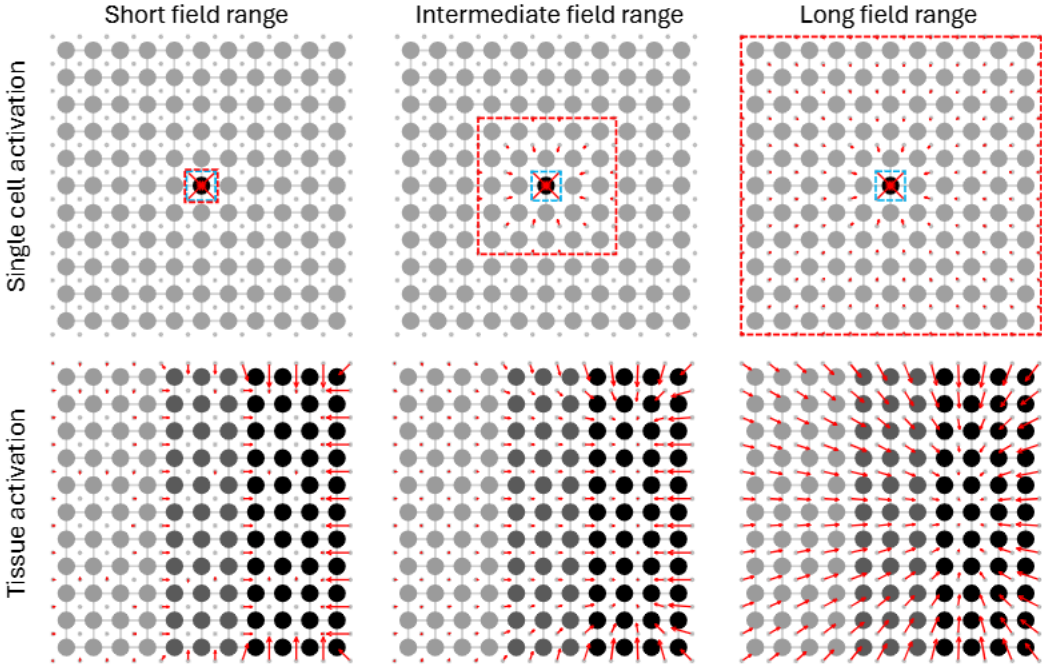 Short field range
Intermediate field range
Long field range
Single cell activation
Tissue activation